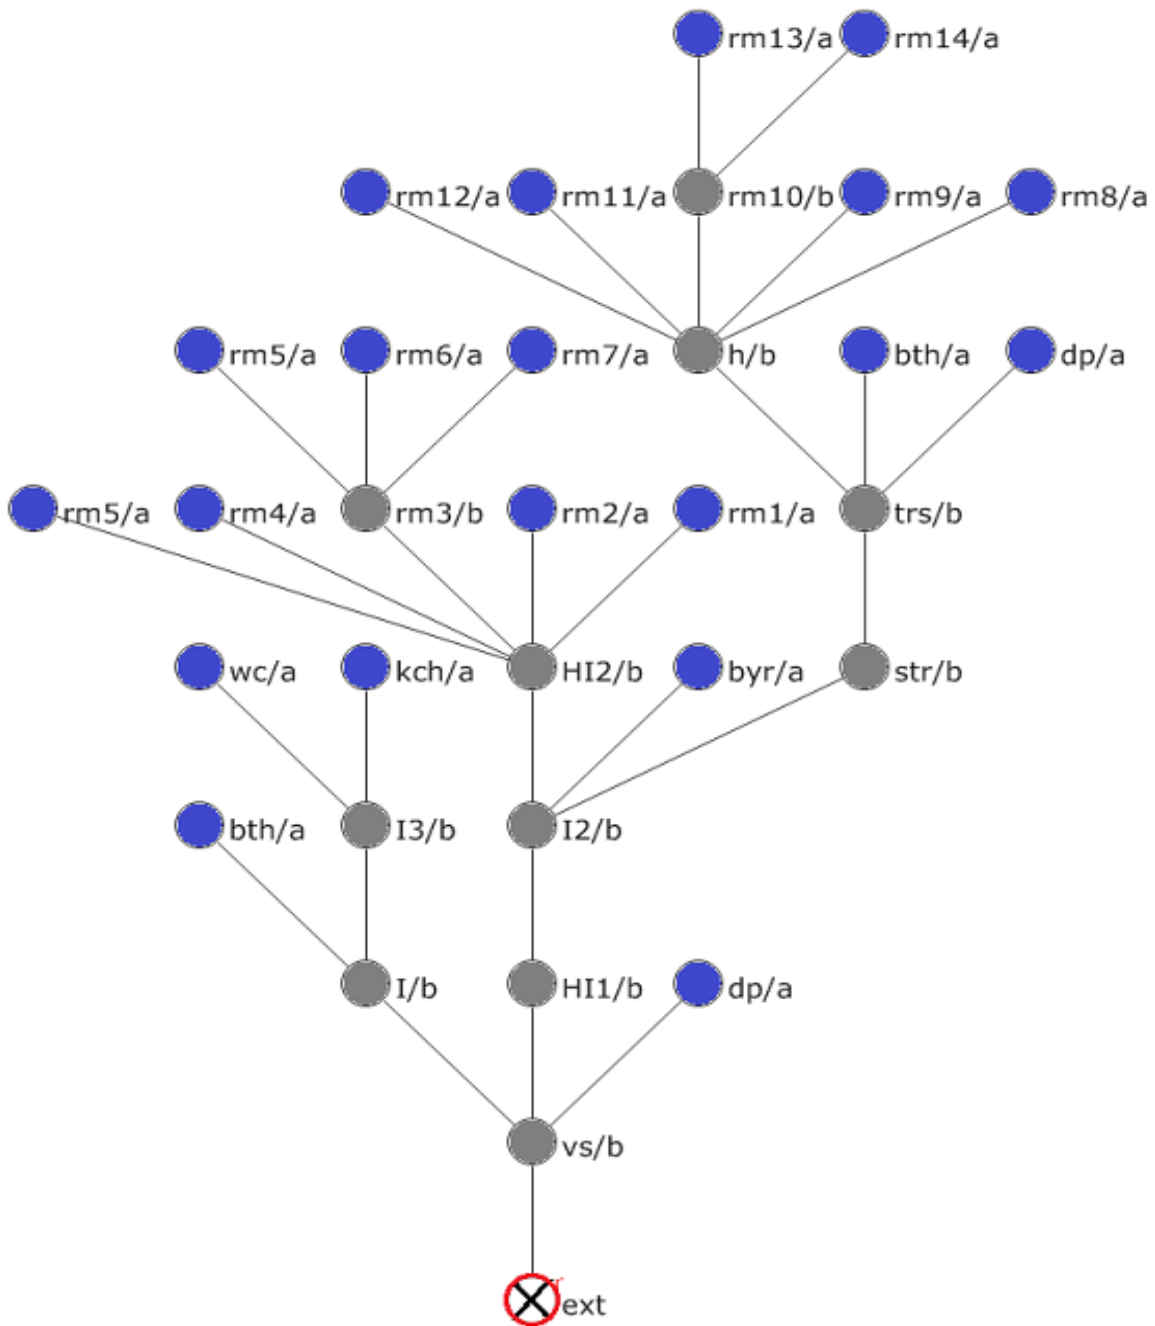 rm13/a rm14/a
rm12/a rm11/a rm10/b rm9/a rm8/a
rm5/a rm6/a rm7/a h/b bth/a dp/a
rm5/a rm4/a rm3/b rm2/a rm1/a trs/b
wc/a kch/a HI2/b byr/a str/b
bth/a I3/b I2/b
I/b HI1/b dp/a
vs/b
ext